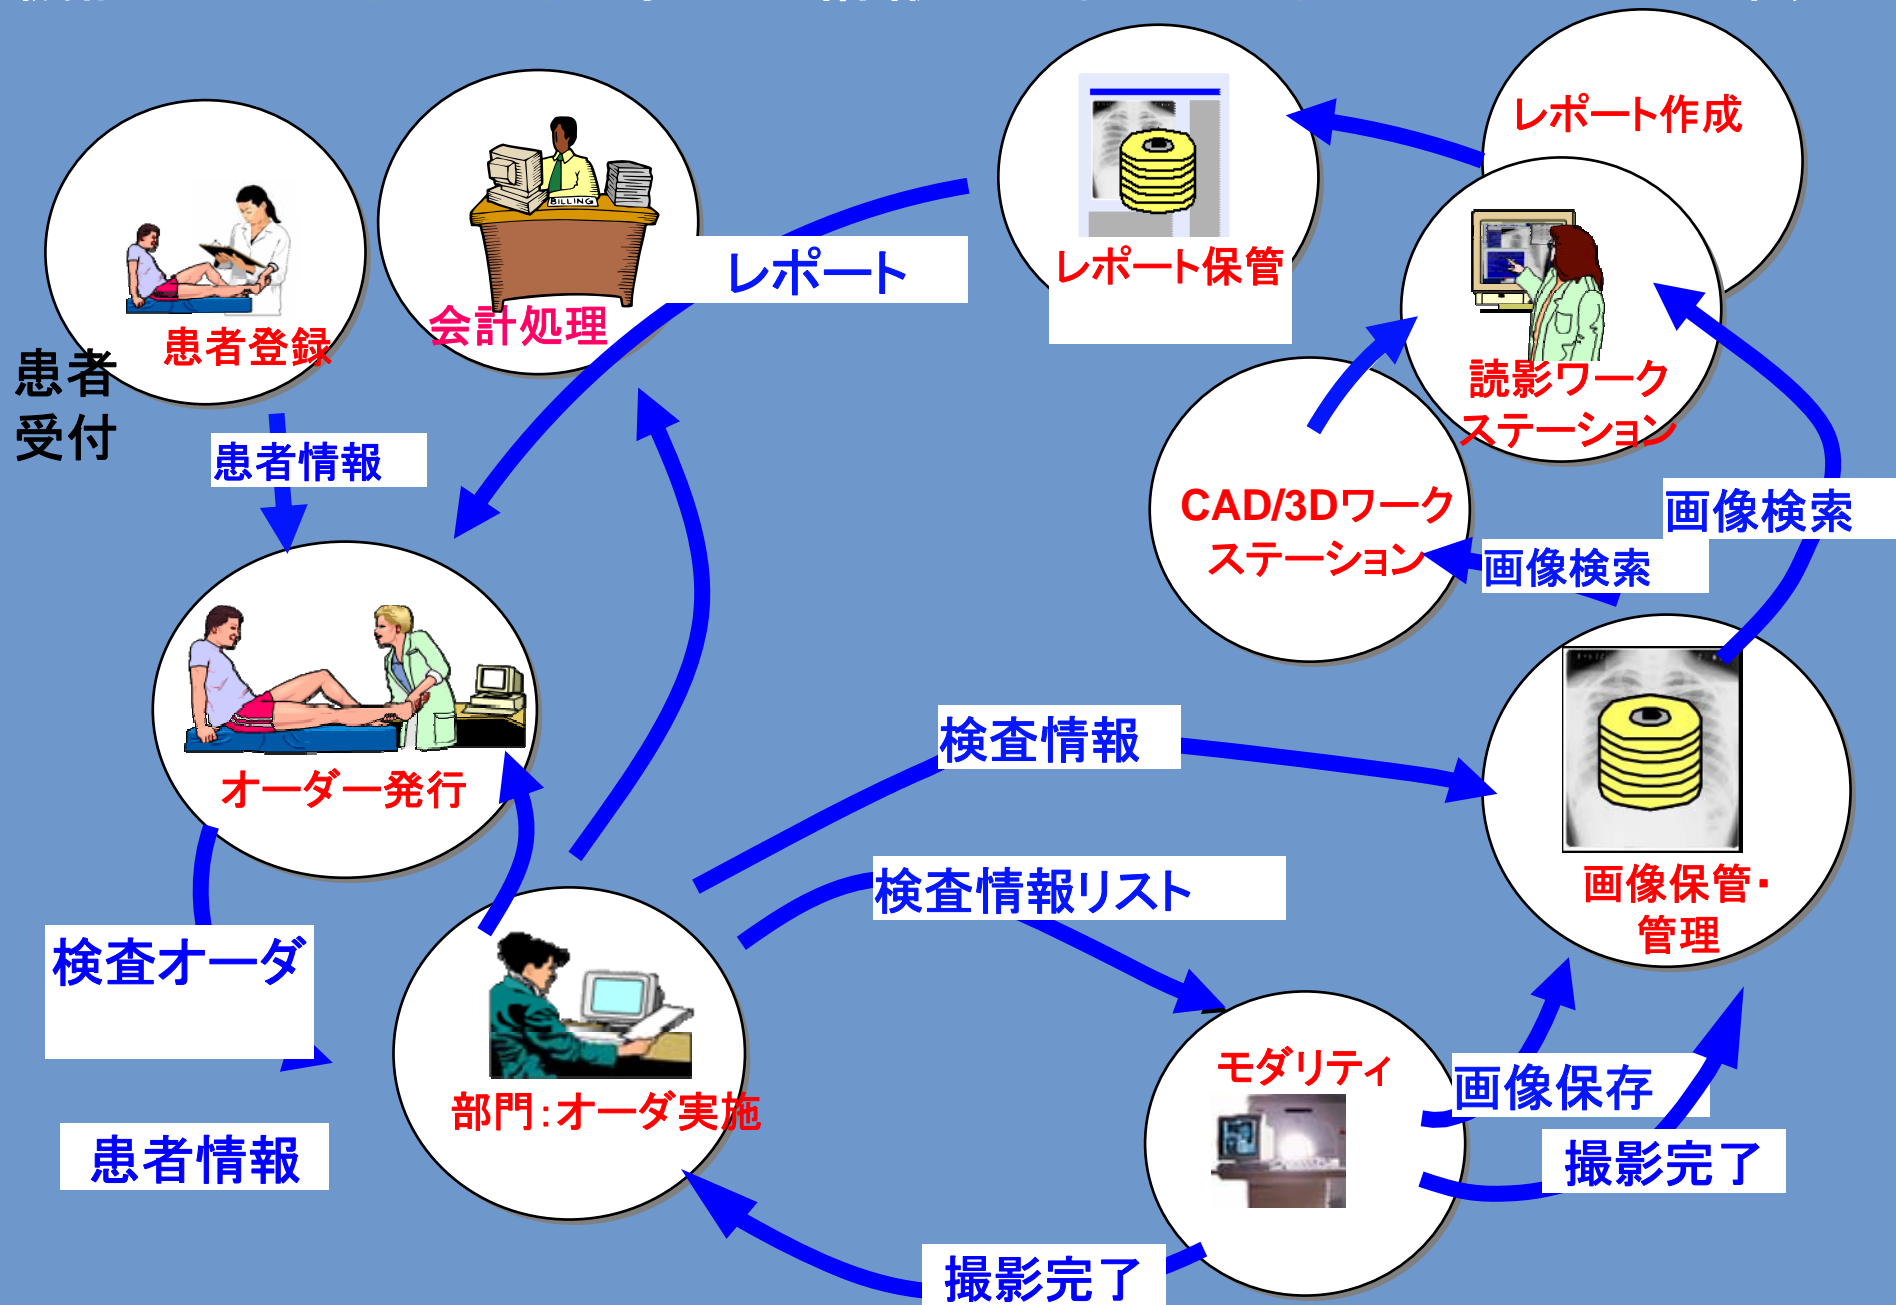 レポート作成
BILLING
レポート
レポート保管
会計処理
患者登録
患者
受付
患者情報
読影ワーク
ステーション
CAD/3Dワーク
ステーション
画像検索
画像検索
オーダー発行
検査情報
検査情報リスト
画像保管・
管理
検査オーダ
モダリティ
画像保存
部門:オーダ実施
患者情報
撮影完了
撮影完了